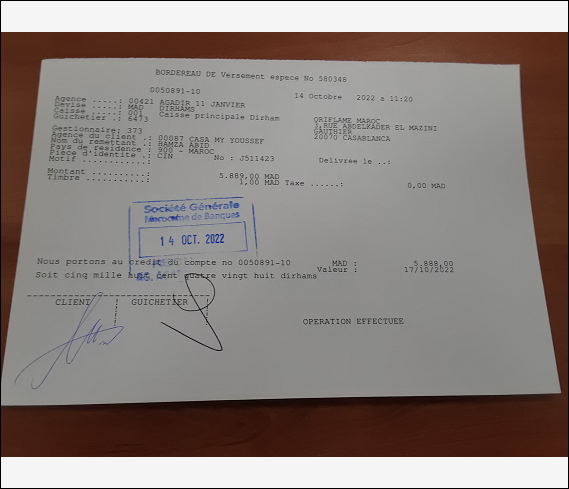 BORDEREAU DE Versement espece No 580348
0050891-10
14 Octobre 2022 a 11:20
Agence .....: 00421 AGADIR 11 JANVIER
Devise .....: MAD DIRHAMS
Caisse .....: 001 Caisse principale Dirham
Guichetier .: 6473
ORIFLAME MAROC
3,RUE ABDELKADER EL MAZINI
GAUTHIER
20070 CASABLANCA
Gestionnaire: 373
Agence du client .: 00087 CASA MY YOUSSEF
Nom du remettant .: HAMZA ABID
Pays de residence : 900 - MAROC
Piece d'identite .: CIN No : J511423 Delivree le ..:
Motif ............:
Montant ..........: 5.889,00 MAD
Timbre ...........: 1,00 MAD Taxe ......: 0,00 MAD
Société Générale
Marocaine de Banques
14 OCT. 2022
Nous portons au credit du compte no 0050891-10 MAD : 5.888,00
Valeur : 17/10/2022
Soit cinq mille huit cent quatre vingt huit dirhams
CLIENT GUICHETIER
OPERATION EFFECTUEE